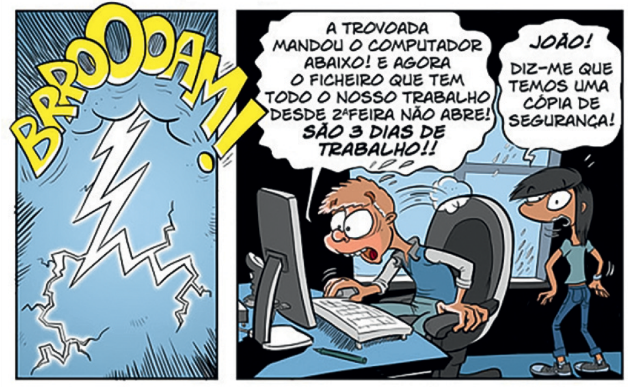 BRROOOAM!
A TROVOADA
MANDOU O COMPUTADOR
ABAIXO! E AGORA
O FICHEIRO QUE TEM
TODO O NOSSO TRABALHO
DESDE 2ªFEIRA NÃO ABRE!
SÃO 3 DIAS DE
TRABALHO!!
JOÃO!
DIZ-ME QUE
TEMOS UMA
CÓPIA DE
SEGURANÇA!